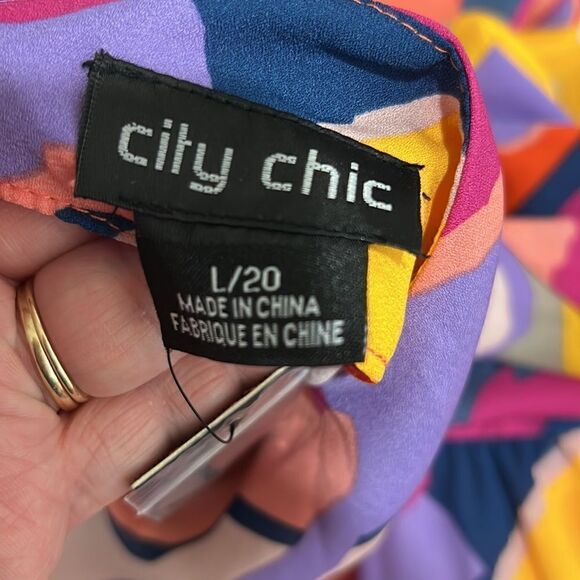 city chic
L/20
MADE IN CHINA
FABRIQUE EN CHINE